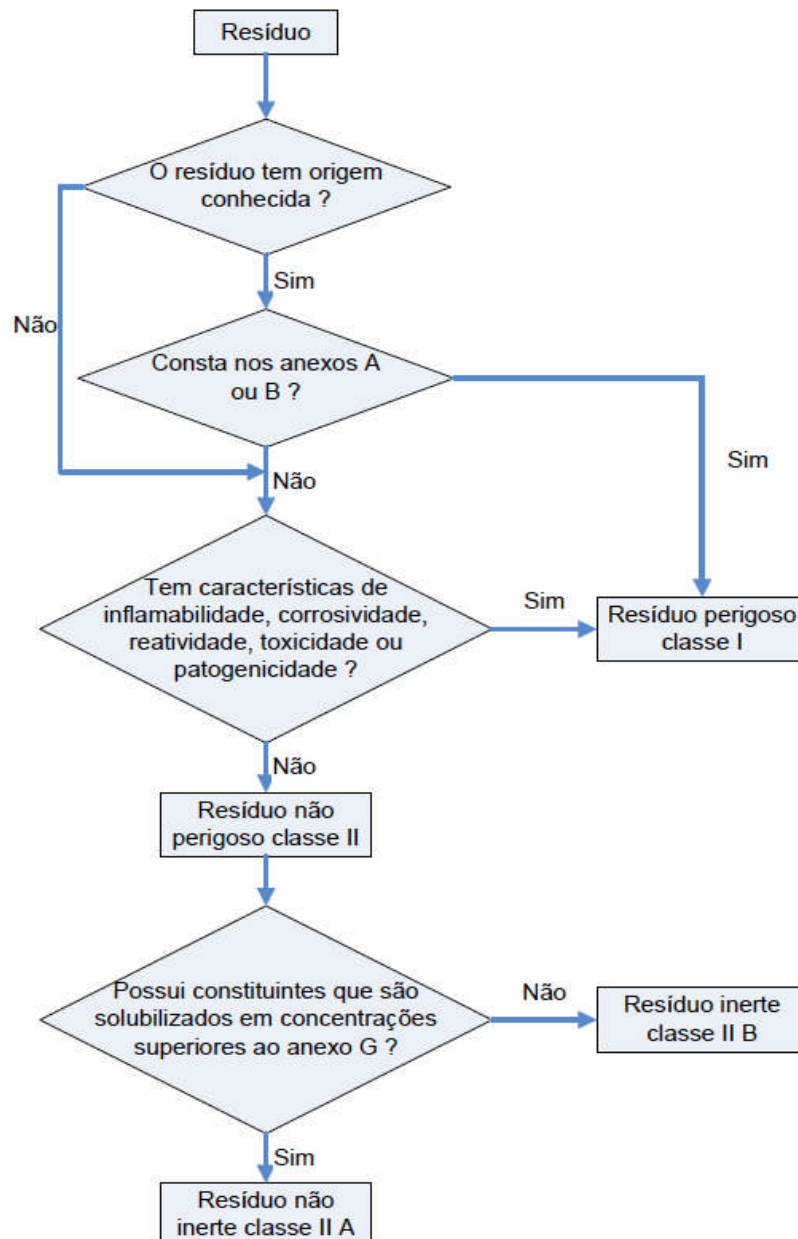 Resíduo
O resíduo tem origem
conhecida ?
Sim
Não
Consta nos anexos A
ou B ?
Sim
Não
Tem características de
inflamabilidade, corrosividade,
reatividade, toxicidade ou
patogenicidade ?
Sim
Resíduo perigoso
classe I
Não
Resíduo não
perigoso classe II
Possui constituintes que são
solubilizados em concentrações
superiores ao anexo G ?
Não
Resíduo inerte
classe II B
Sim
Resíduo não
inerte classe II A